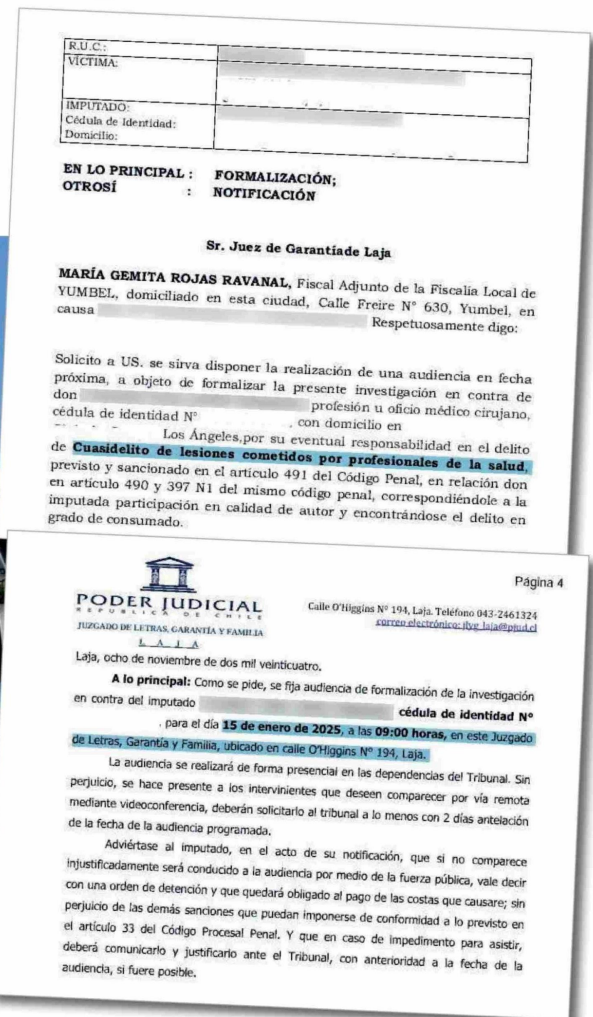 R.U.C.:
VÍCTIMA:
IMPUTADO:
Cédula de Identidad:
Domicilio:
EN LO PRINCIPAL : FORMALIZACIÓN;
OTROSÍ : NOTIFICACIÓN
Sr. Juez de Garantíade Laja
MARÍA GEMITA ROJAS RAVANAL, Fiscal Adjunto de la Fiscalía Local de
YUMBEL, domiciliado en esta ciudad, Calle Freire N° 630, Yumbel, en
causa Respetuosamente digo:
Solicito a US. se sirva disponer la realización de una audiencia en fecha
próxima, a objeto de formalizar la presente investigación en contra de
don profesión u oficio médico cirujano,
cédula de identidad N° , con domicilio en
Los Ángeles,por su eventual responsabilidad en el delito
de Cuasidelito de lesiones cometidos por profesionales de la salud,
previsto y sancionado en el artículo 491 del Código Penal, en relación don
en artículo 490 y 397 N1 del mismo código penal, correspondiéndole a la
imputada participación en calidad de autor y encontrándose el delito en
grado de consumado.
Página 4
PODER JUDICIAL
REPUBLICA DE CHILE
JUZGADO DE LETRAS, GARANTÍA Y FAMILIA
LAJA
Calle O'Higgins Nº 194, Laja. Teléfono 043-2461324
correo electrónico: jlyg_laja@pjud.cl
Laja, ocho de noviembre de dos mil veinticuatro.
A lo principal: Como se pide, se fija audiencia de formalización de la investigación
en contra del imputado cédula de identidad Nº
, para el día 15 de enero de 2025, a las 09:00 horas, en este Juzgado
de Letras, Garantía y Familia, ubicado en calle O'Higgins Nº 194, Laja.
La audiencia se realizará de forma presencial en las dependencias del Tribunal. Sin
perjuicio, se hace presente a los intervinientes que deseen comparecer por vía remota
mediante videoconferencia, deberán solicitarlo al tribunal a lo menos con 2 días antelación
de la fecha de la audiencia programada.
Adviértase al imputado, en el acto de su notificación, que si no comparece
injustificadamente será conducido a la audiencia por medio de la fuerza pública, vale decir
con una orden de detención y que quedará obligado al pago de las costas que causare; sin
perjuicio de las demás sanciones que puedan imponerse de conformidad a lo previsto en
el artículo 33 del Código Procesal Penal. Y que en caso de impedimento para asistir,
deberá comunicarlo y justificarlo ante el Tribunal, con anterioridad a la fecha de la
audiencia, si fuere posible.